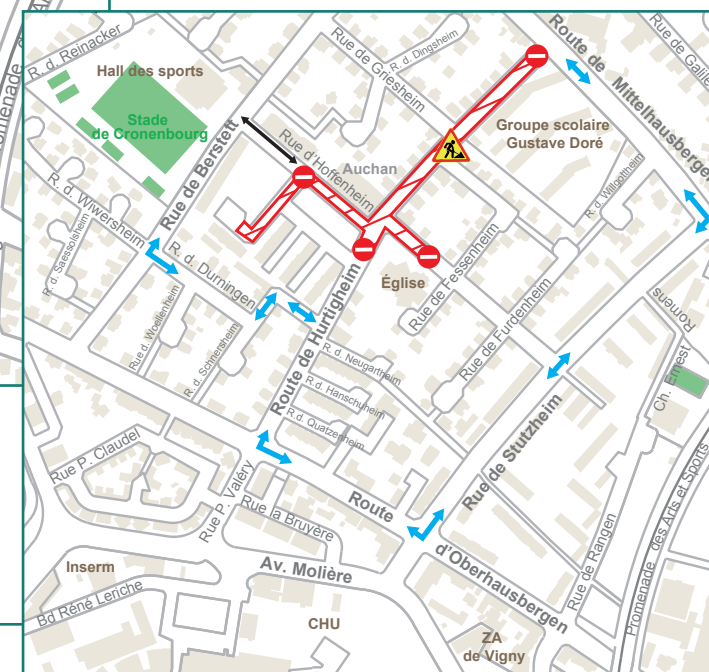 R. d. Reinacker
Hall des sports
Stade
de Cronenbourg
Rue de Berstett
Rue de Griesheim
R. d. Dingsheim
Route de Mittelhausbergen
Groupe scolaire
Gustave Doré
R. d. Willgottheim
Rue d'Hoffenheim
Auchan
R. d. Wiwersheim
R. d. Saessolsheim
R. d. Durningen
Rue d. Woellenheim
R. d. Schnersheim
Route de Hurtigheim
Église
Rue de Fessenheim
Rue de Furdenheim
R. d. Neugartheim
R. d. Hanschuheim
R. d. Quatzenheim
Romens
Ch. Ernest
Rue de Stutzheim
Rue P. Claudel
Rue P. Valéry
Rue la Bruyère
Route
d'Oberhausbergen
Rue de Rangen
Promenade des Arts et Sports
Av. Molière
Inserm
Bd Réné Leriche
CHU
ZA
de Vigny